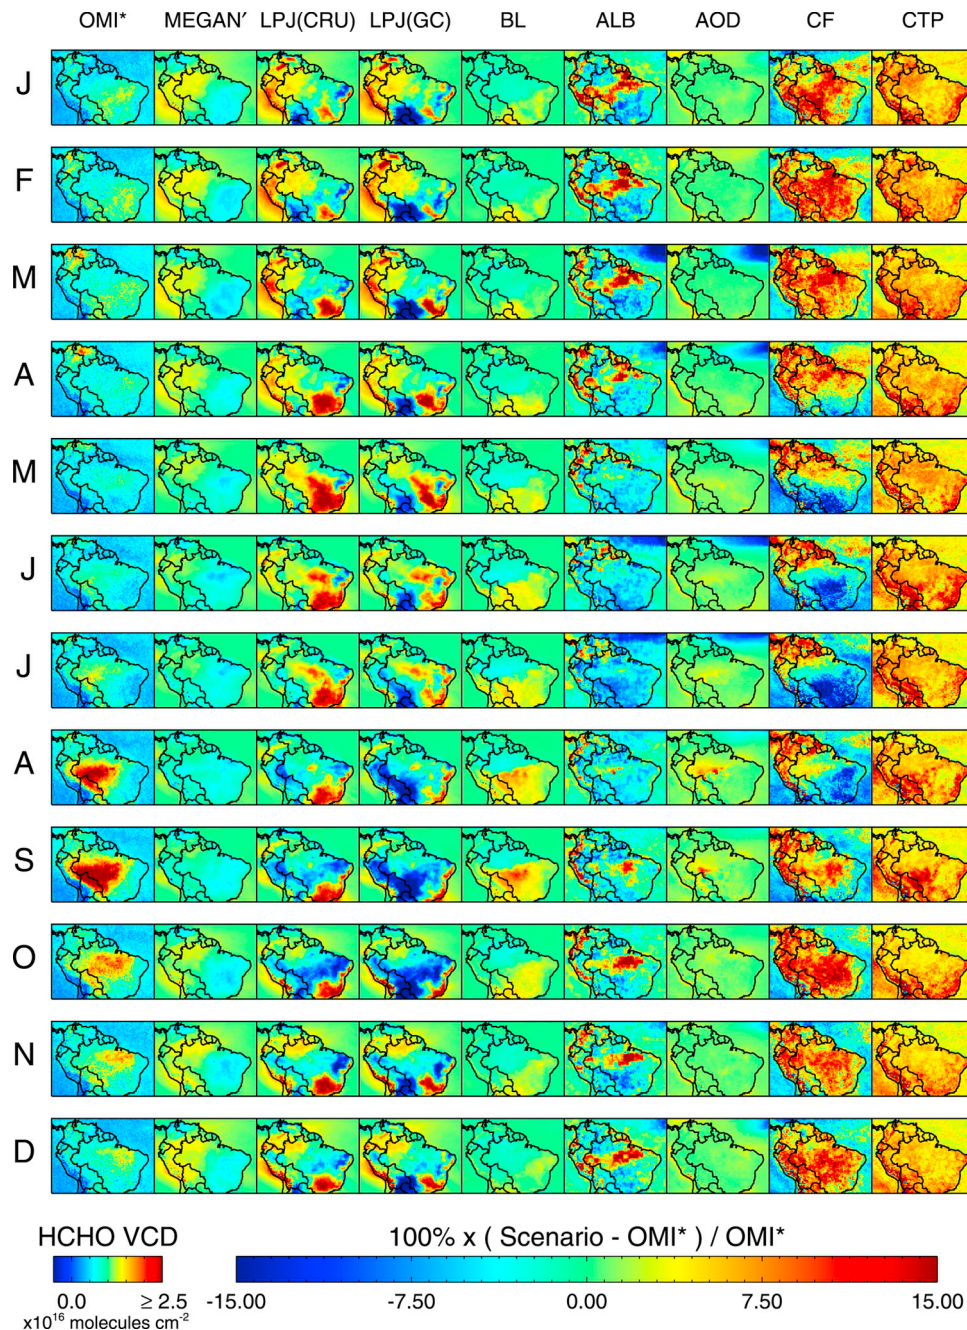 OMI* MEGAN′ LPJ(CRU) LPJ(GC) BL ALB AOD CF CTP
J
F
M
A
M
J
J
A
S
O
N
D
HCHO VCD 100% x ( Scenario - OMI* ) / OMI*
0.0 ≥ 2.5 -15.00 -7.50 0.00 7.50 15.00
x10¹⁶ molecules cm⁻²